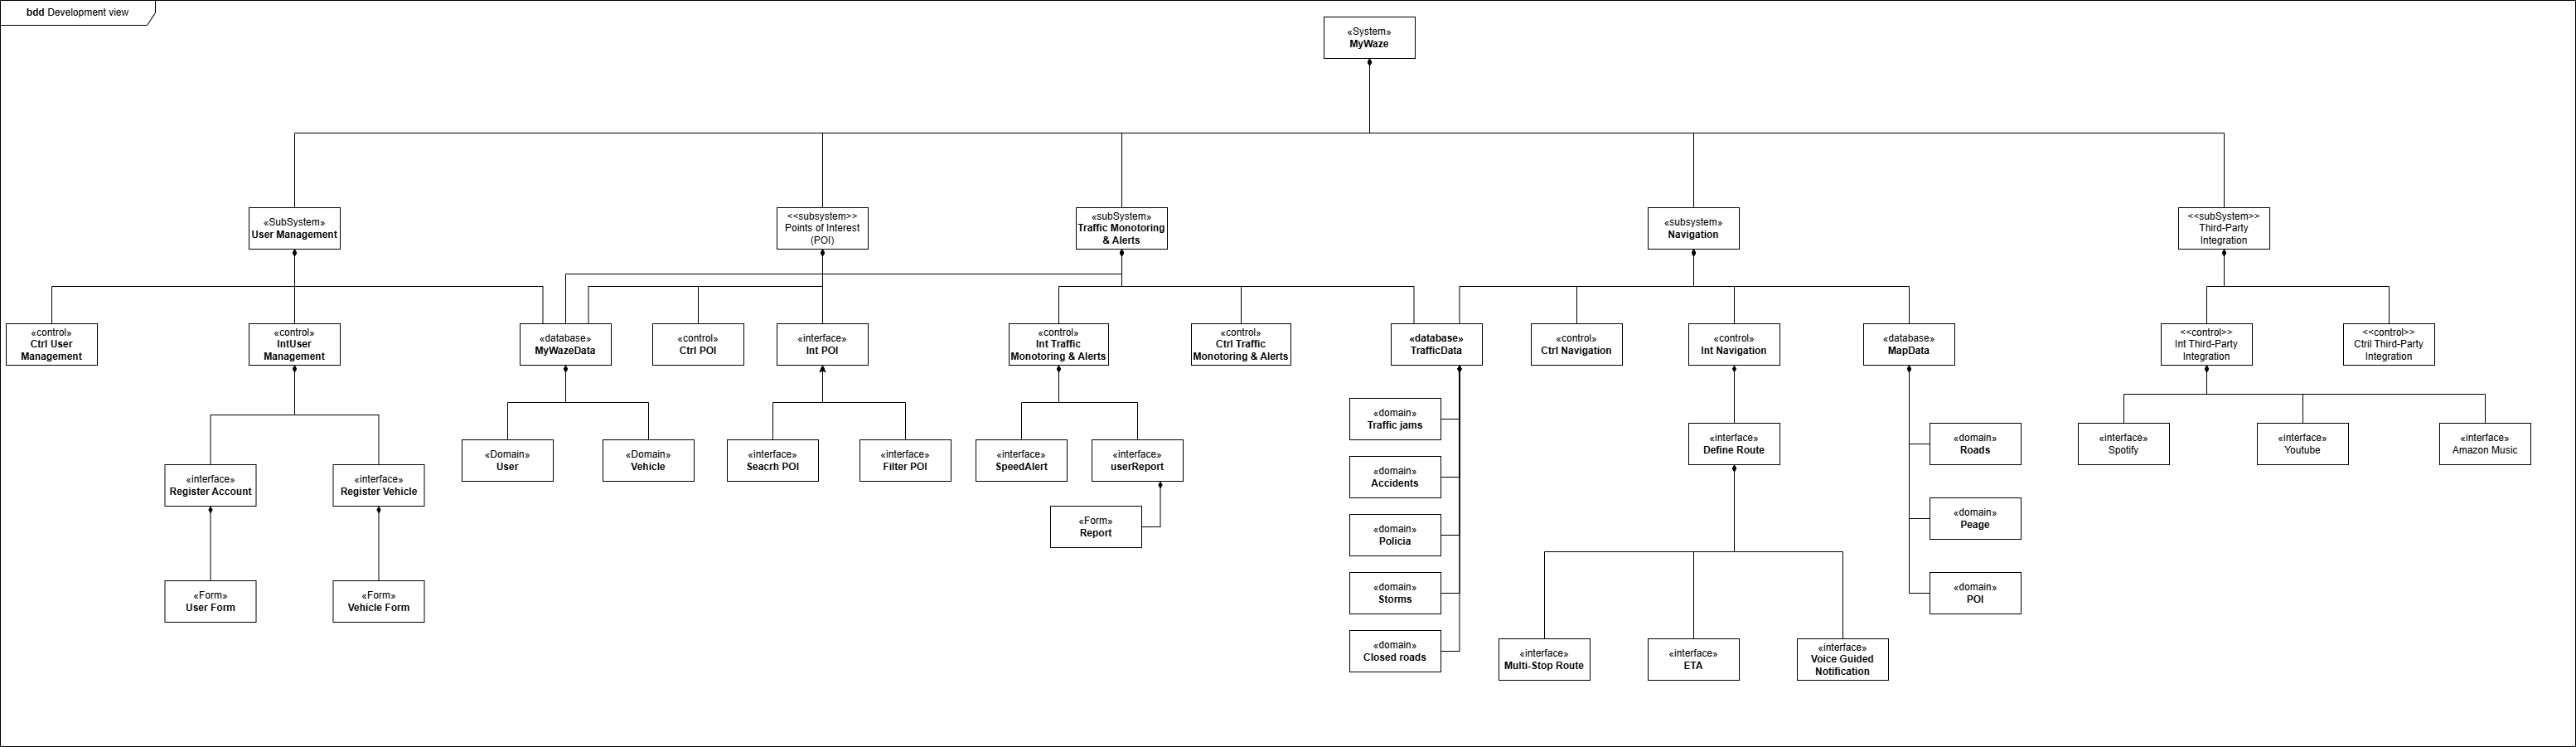 bdd Development view
«System»
MyWaze
«SubSystem»
User Management
<<subsystem>>
Points of Interest
(POI)
«subSystem»
Traffic Monotoring
& Alerts
«subsystem»
Navigation
<<subSystem>>
Third-Party
Integration
«control»
Ctrl User
Management
«control»
IntUser
Management
«database»
MyWazeData
«control»
Ctrl POI
«interface»
Int POI
«control»
Int Traffic
Monotoring & Alerts
«control»
Ctrl Traffic
Monotoring & Alerts
«database»
TrafficData
«control»
Ctrl Navigation
«control»
Int Navigation
«database»
MapData
<<control>>
Int Third-Party
Integration
<<control>>
Ctril Third-Party
Integration
«interface»
Register Account
«interface»
Register Vehicle
«Form»
User Form
«Form»
Vehicle Form
«Domain»
User
«Domain»
Vehicle
«interface»
Seacrh POI
«interface»
Filter POI
«interface»
SpeedAlert
«interface»
userReport
«Form»
Report
«domain»
Traffic jams
«domain»
Accidents
«domain»
Policia
«domain»
Storms
«domain»
Closed roads
«interface»
Define Route
«interface»
Multi-Stop Route
«interface»
ETA
«interface»
Voice Guided
Notification
«domain»
Roads
«domain»
Peage
«domain»
POI
«interface»
Spotify
«interface»
Youtube
«interface»
Amazon Music